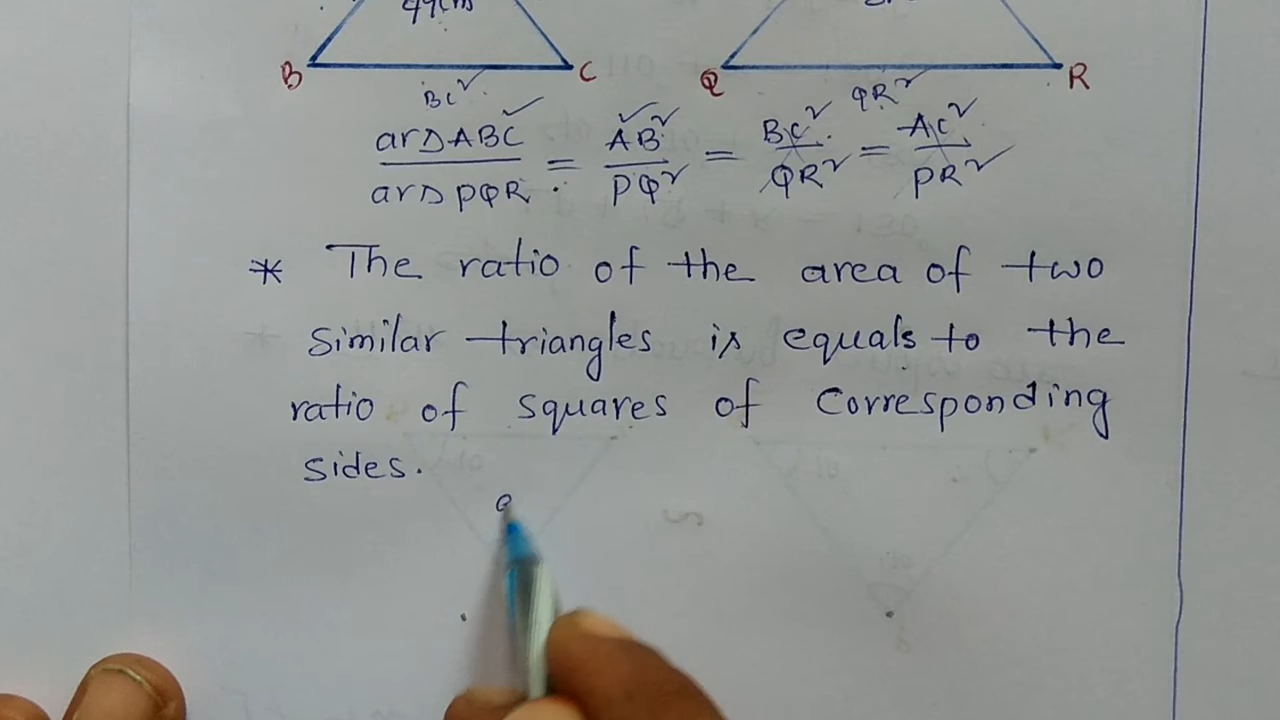 B C Q R
BC² QR²
ar△ABC / ar△PQR = AB² / PQ² = BC² / QR² = AC² / PR²
* The ratio of the area of two
similar triangles is equals to the
ratio of squares of corresponding
sides.